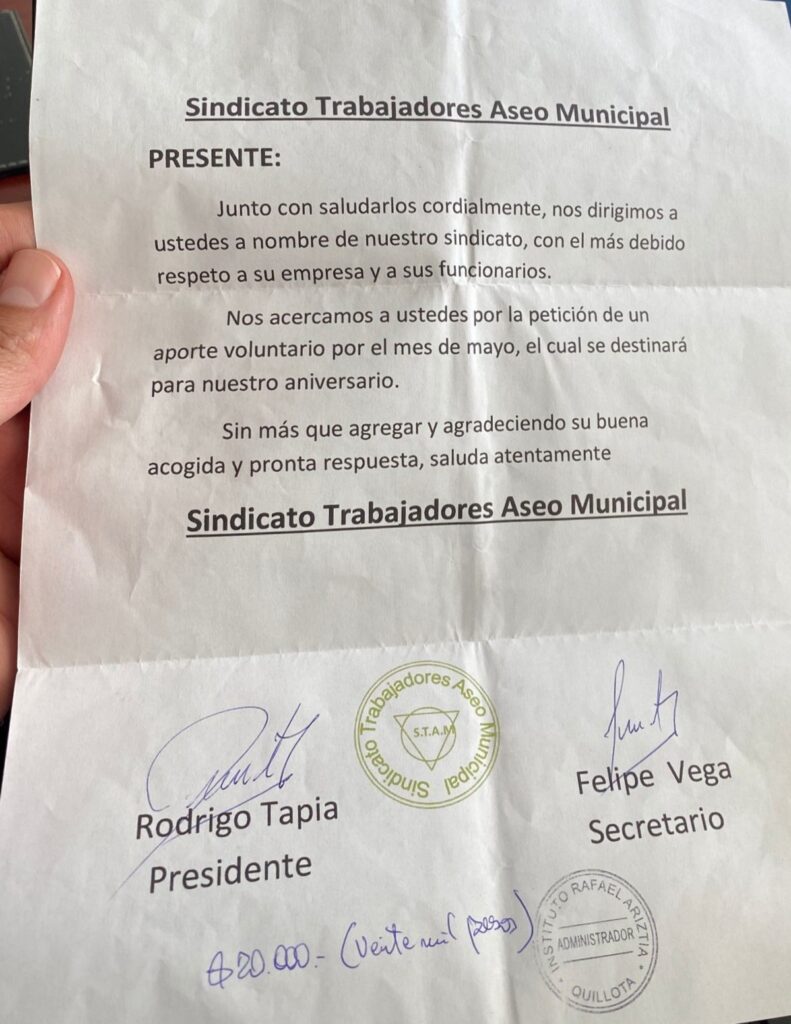 Sindicato Trabajadores Aseo Municipal
PRESENTE:
Junto con saludarlos cordialmente, nos dirigimos a
ustedes a nombre de nuestro sindicato, con el más debido
respeto a su empresa y a sus funcionarios.
Nos acercamos a ustedes por la petición de un
aporte voluntario por el mes de mayo, el cual se destinará
para nuestro aniversario.
Sin más que agregar y agradeciendo su buena
acogida y pronta respuesta, saluda atentamente
Sindicato Trabajadores Aseo Municipal
Sindicato Trabajadores Aseo Municipal
S.T.A.M
Rodrigo Tapia
Presidente
Felipe Vega
Secretario
$20.000.- (Veinte mil pesos)
INSTITUTO RAFAEL ARIZTIA
ADMINISTRADOR
QUILLOTA